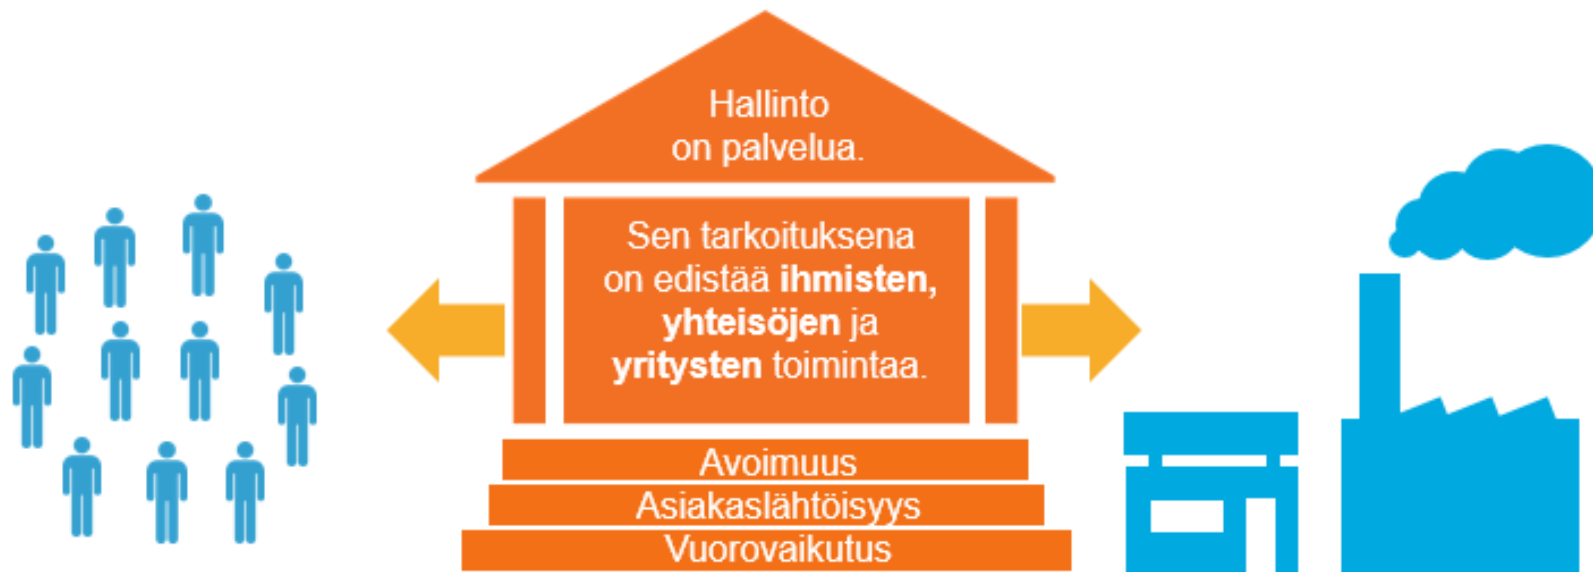 Hallinto
on palvelua.
Sen tarkoituksena
on edistää ihmisten,
yhteisöjen ja
yritysten toimintaa.
Avoimuus
Asiakaslähtöisyys
Vuorovaikutus